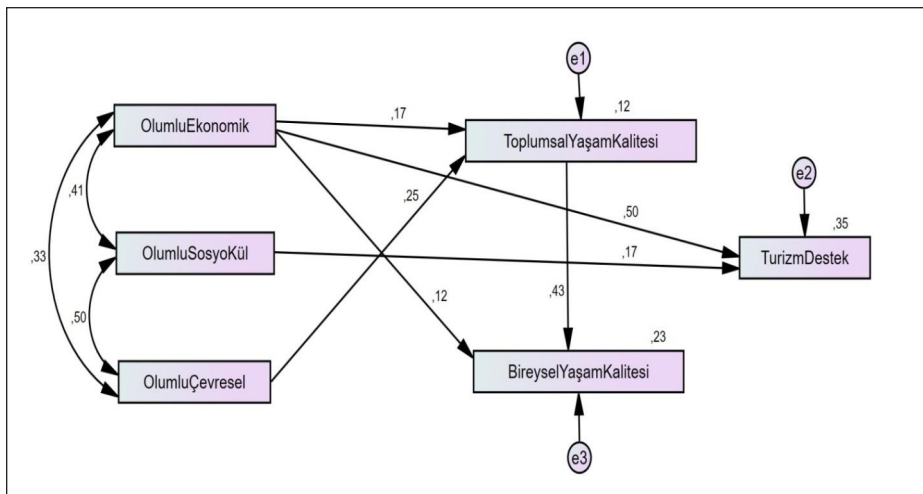 e1
,12
OlumluEkonomik
,17
ToplumsalYaşamKalitesi
e2
,41
,25
,50
,35
,33
OlumluSosyoKül
,17
TurizmDestek
,50
,12
,43
,23
OlumluÇevresel
BireyselYaşamKalitesi
e3